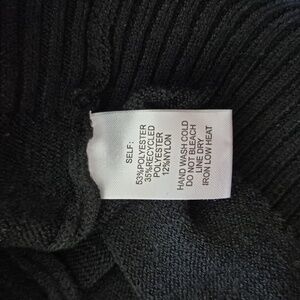 SELF:
53%POLYESTER
35%RECYCLED
POLYESTER
12%NYLON
HAND WASH COLD
DO NOT BLEACH
LINE DRY
IRON LOW HEAT